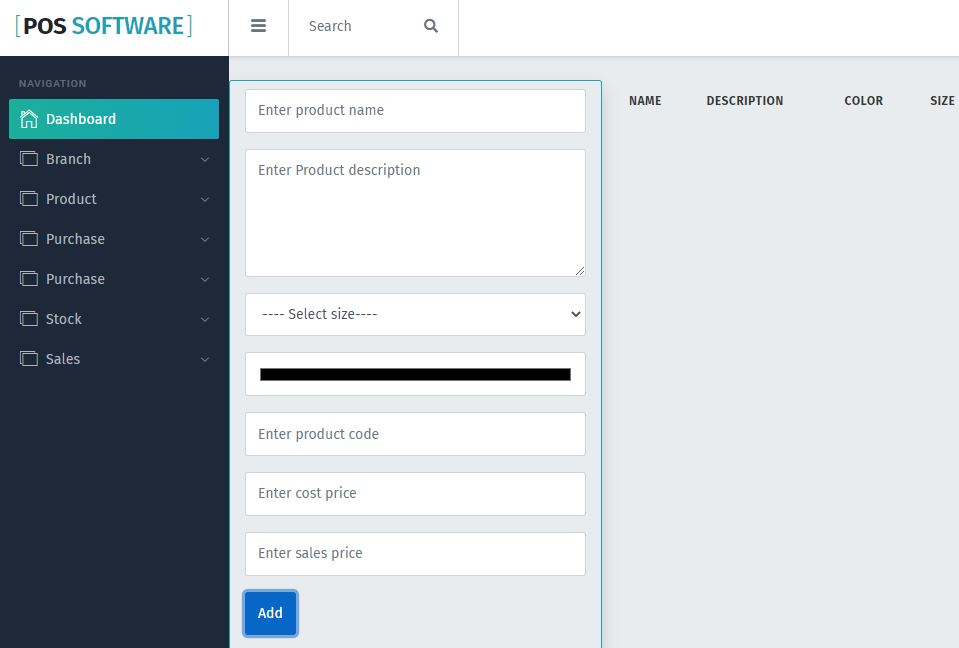 [POS SOFTWARE]
Search
NAVIGATION
Dashboard
Branch
Product
Purchase
Purchase
Stock
Sales
Enter product name
Enter Product description
---- Select size----
Enter product code
Enter cost price
Enter sales price
Add
NAME DESCRIPTION COLOR SIZE